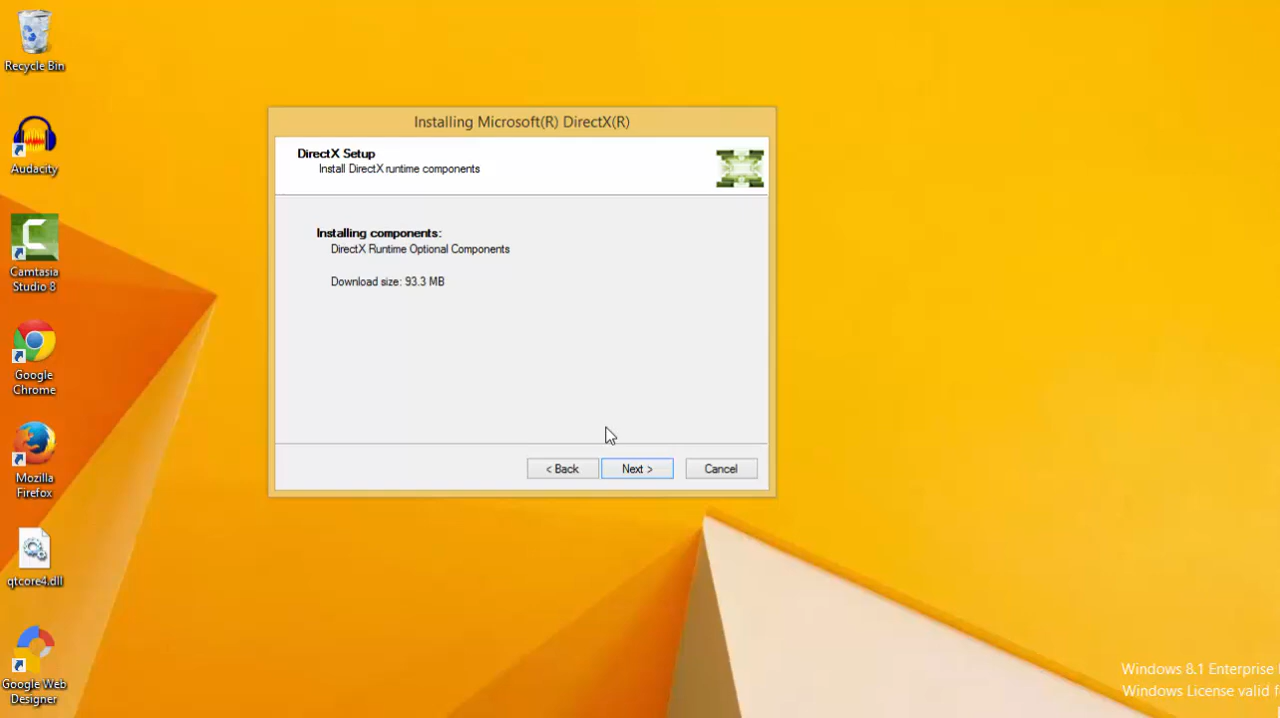 Recycle Bin
Audacity
Camtasia
Studio 8
Google
Chrome
Mozilla
Firefox
qtcore4.dll
Google Web
Designer
Installing Microsoft(R) DirectX(R)
DirectX Setup
Install DirectX runtime components
Installing components:
DirectX Runtime Optional Components
Download size: 93.3 MB
< Back
Next >
Cancel
Windows 8.1 Enterprise
Windows License valid f